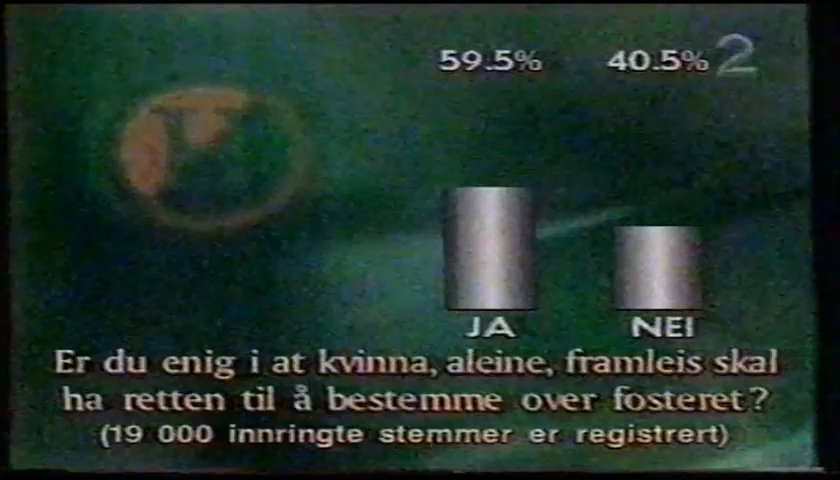 59.5% 40.5% 2
JA NEI
Er du enig i at kvinna, aleine, framleis skal
ha retten til å bestemme over fosteret?
(19 000 innringte stemmer er registrert)